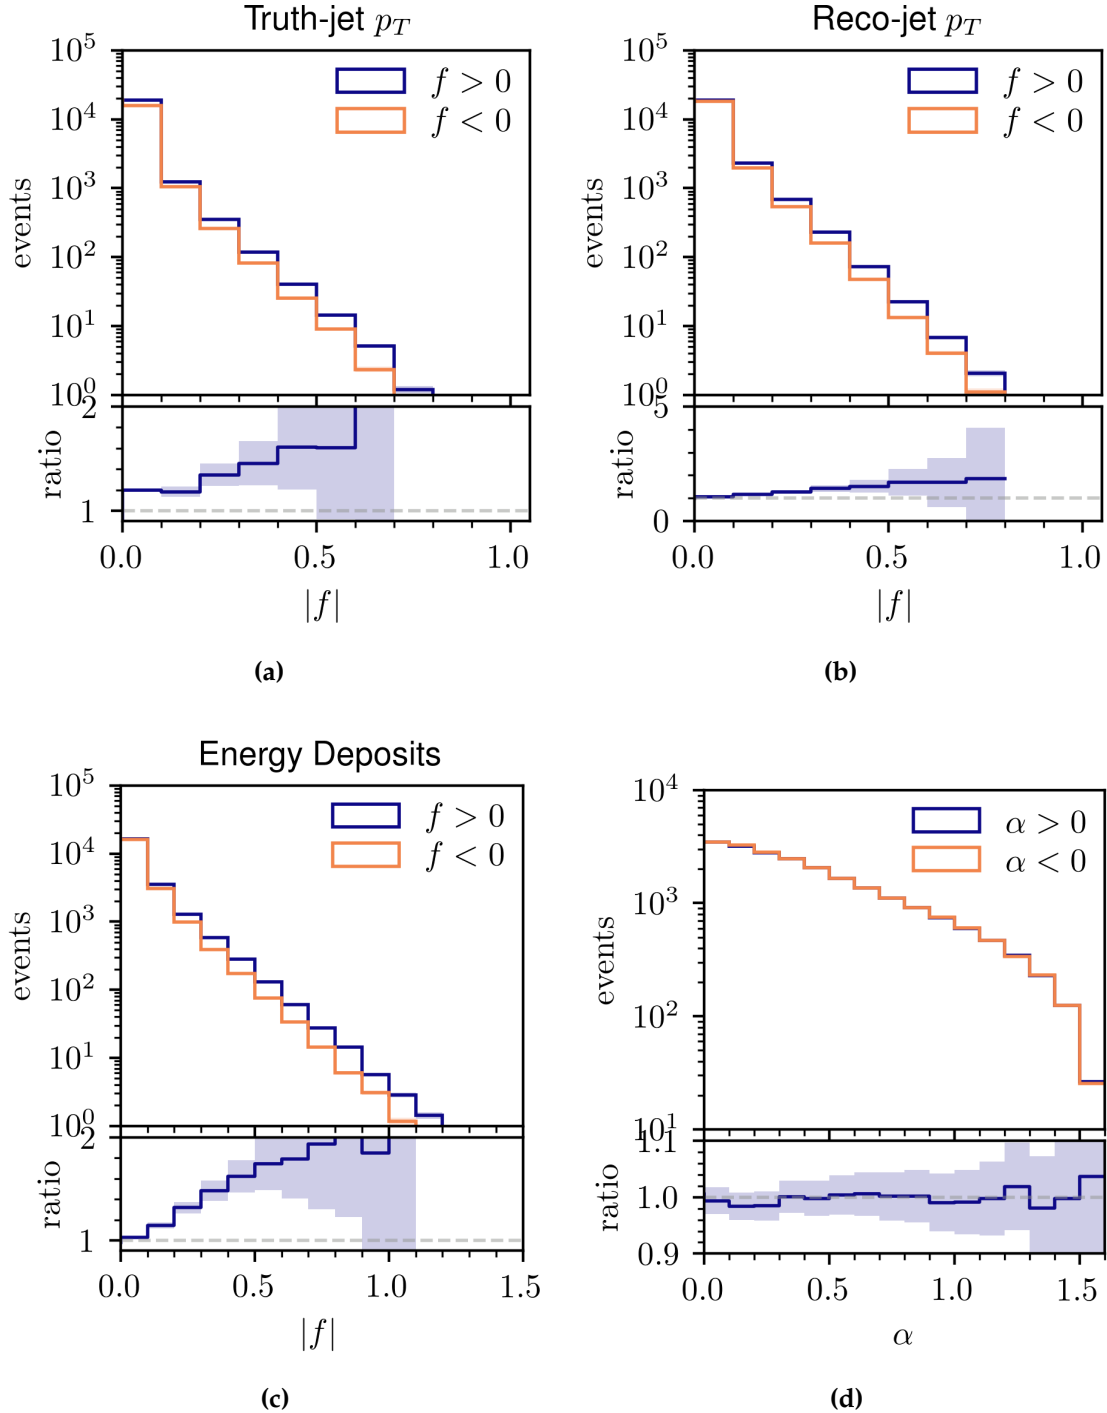 Truth-jet p_T
10^5
10^4
10^3
10^2
10^1
10^0
events
f > 0
f < 0
2
1
ratio
0.0 0.5 1.0
|f|
(a)
Reco-jet p_T
10^5
10^4
10^3
10^2
10^1
10^0
events
f > 0
f < 0
5
0
ratio
0.0 0.5 1.0
|f|
(b)
Energy Deposits
10^5
10^4
10^3
10^2
10^1
10^0
events
f > 0
f < 0
2
1
ratio
0.0 0.5 1.0 1.5
|f|
(c)
10^4
10^3
10^2
10^1
events
α > 0
α < 0
1.1
1.0
0.9
ratio
0.0 0.5 1.0 1.5
α
(d)